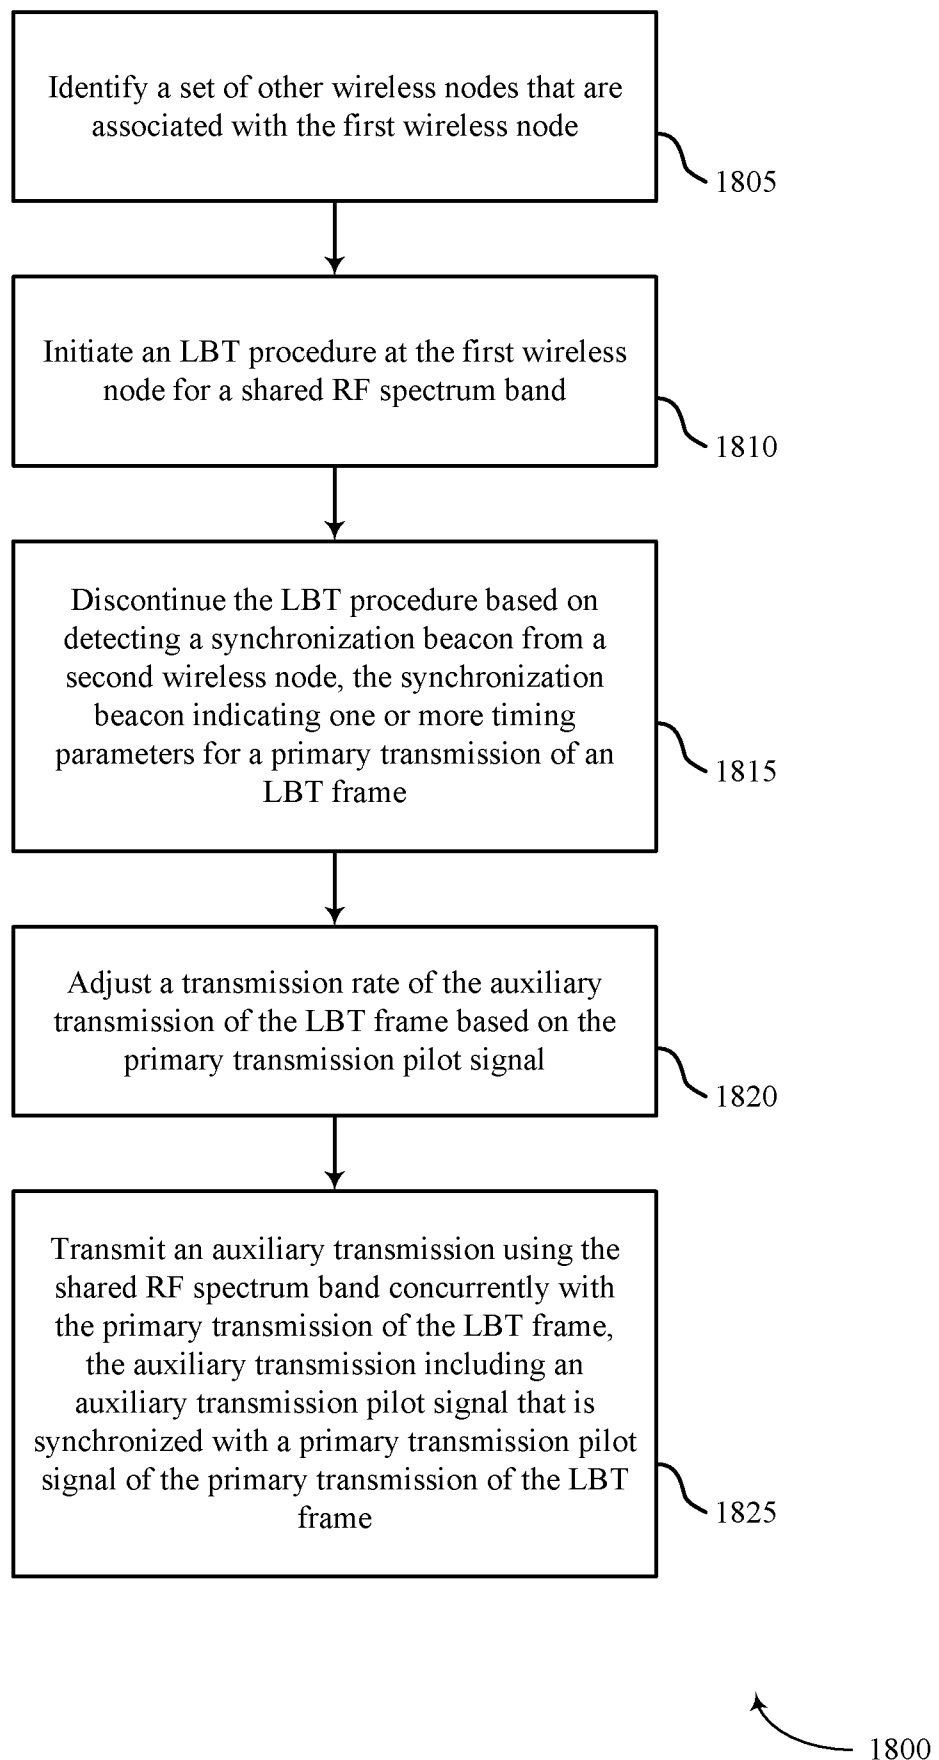 Identify a set of other wireless nodes that are
associated with the first wireless node
1805
Initiate an LBT procedure at the first wireless
node for a shared RF spectrum band
1810
Discontinue the LBT procedure based on
detecting a synchronization beacon from a
second wireless node, the synchronization
beacon indicating one or more timing
parameters for a primary transmission of an
LBT frame
1815
Adjust a transmission rate of the auxiliary
transmission of the LBT frame based on the
primary transmission pilot signal
1820
Transmit an auxiliary transmission using the
shared RF spectrum band concurrently with
the primary transmission of the LBT frame,
the auxiliary transmission including an
auxiliary transmission pilot signal that is
synchronized with a primary transmission pilot
signal of the primary transmission of the LBT
frame
1825
1800